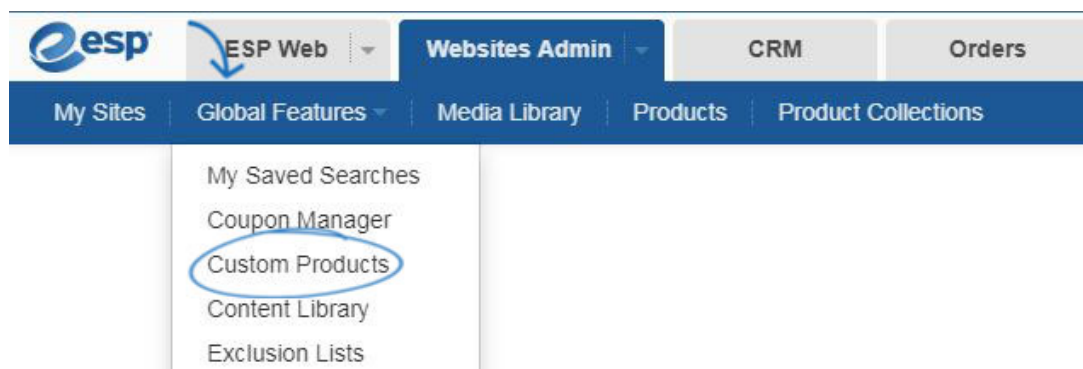 esp ESP Web Websites Admin CRM Orders
My Sites Global Features Media Library Products Product Collections
My Saved Searches
Coupon Manager
Custom Products
Content Library
Exclusion Lists